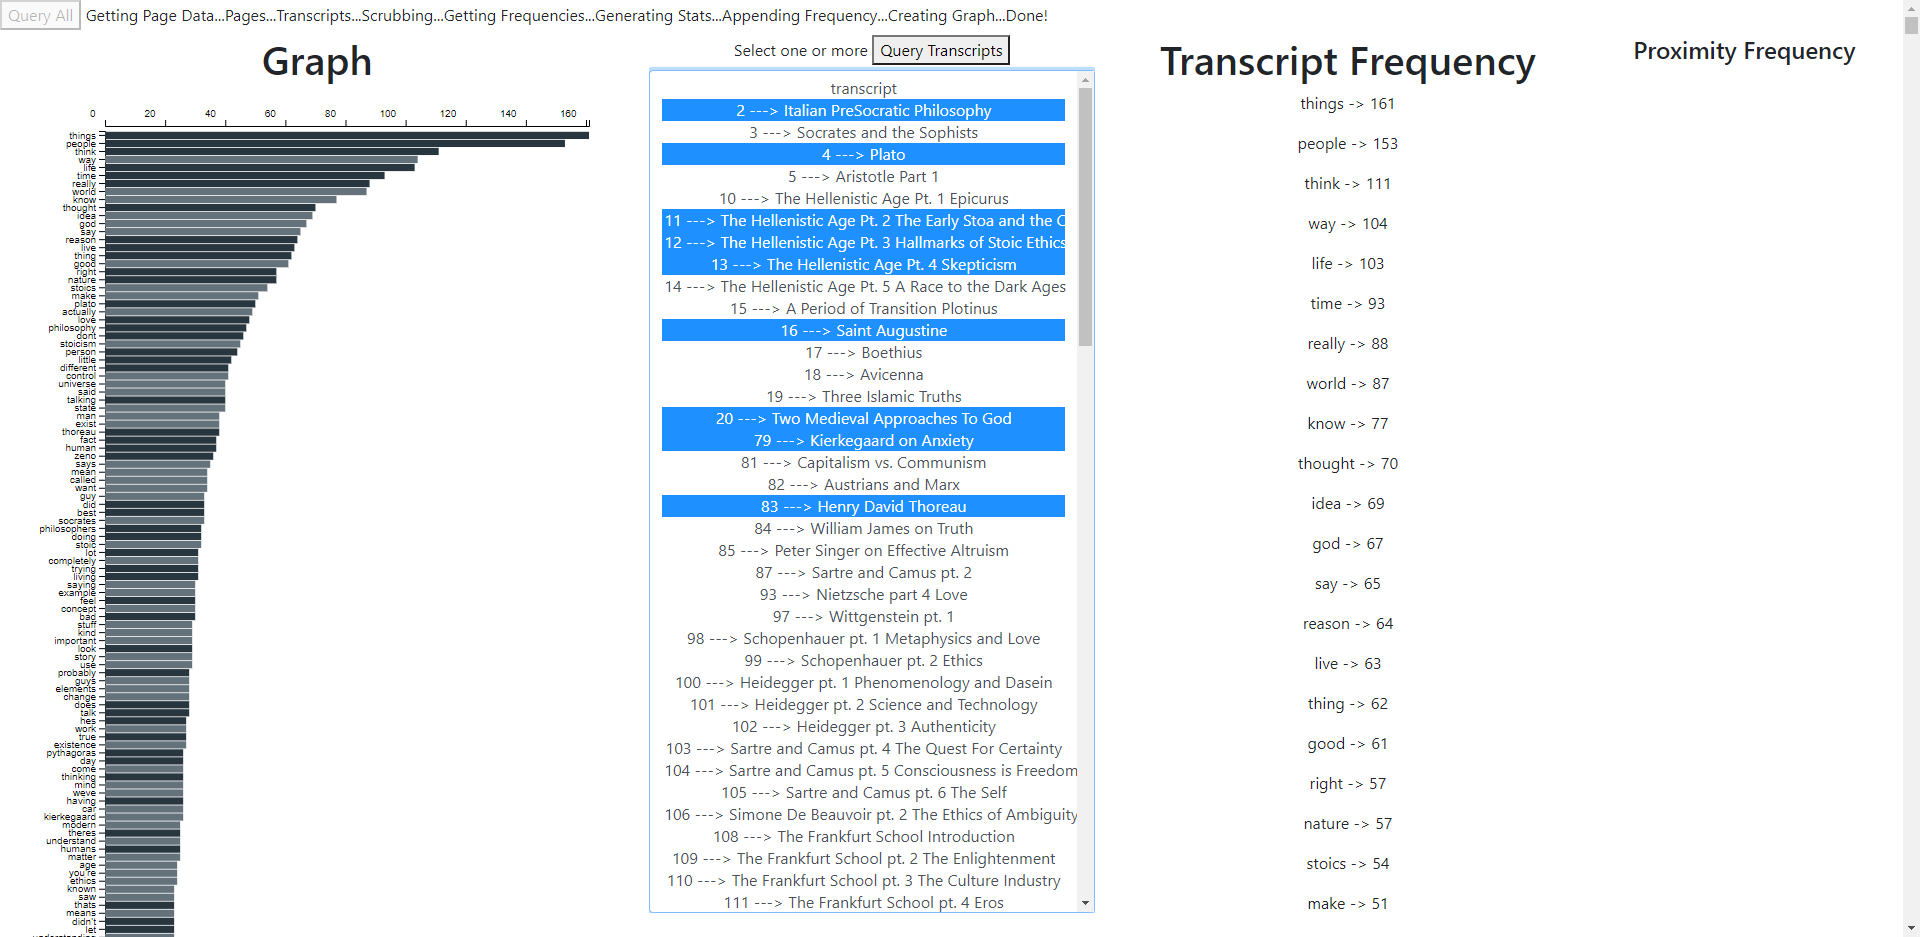 Query All Getting Page Data...Pages...Transcripts...Scrubbing...Getting Frequencies...Generating Stats...Appending Frequency...Creating Graph...Done!
Graph
0 20 40 60 80 100 120 140 160
things
people
think
way
life
time
really
world
know
thought
idea
god
say
reason
live
thing
good
right
nature
stoics
make
plato
actually
love
philosophy
dont
stoicism
person
little
different
control
universe
said
talking
state
man
exist
thoreau
fact
human
zeno
says
mean
called
want
guy
did
best
socrates
philosophers
doing
stoic
lot
completely
trying
living
saying
example
feel
concept
bad
stuff
kind
important
look
story
use
probably
guys
elements
change
does
talk
hes
work
true
existence
pythagoras
day
come
thinking
mind
weve
having
car
kierkegaard
modern
theres
understand
humans
matter
age
you're
ethics
known
saw
thats
means
didn't
let
understanding
Select one or more Query Transcripts
transcript
2 ---> Italian PreSocratic Philosophy
3 ---> Socrates and the Sophists
4 ---> Plato
5 ---> Aristotle Part 1
10 ---> The Hellenistic Age Pt. 1 Epicurus
11 ---> The Hellenistic Age Pt. 2 The Early Stoa and the C
12 ---> The Hellenistic Age Pt. 3 Hallmarks of Stoic Ethics
13 ---> The Hellenistic Age Pt. 4 Skepticism
14 ---> The Hellenistic Age Pt. 5 A Race to the Dark Ages
15 ---> A Period of Transition Plotinus
16 ---> Saint Augustine
17 ---> Boethius
18 ---> Avicenna
19 ---> Three Islamic Truths
20 ---> Two Medieval Approaches To God
79 ---> Kierkegaard on Anxiety
81 ---> Capitalism vs. Communism
82 ---> Austrians and Marx
83 ---> Henry David Thoreau
84 ---> William James on Truth
85 ---> Peter Singer on Effective Altruism
87 ---> Sartre and Camus pt. 2
93 ---> Nietzsche part 4 Love
97 ---> Wittgenstein pt. 1
98 ---> Schopenhauer pt. 1 Metaphysics and Love
99 ---> Schopenhauer pt. 2 Ethics
100 ---> Heidegger pt. 1 Phenomenology and Dasein
101 ---> Heidegger pt. 2 Science and Technology
102 ---> Heidegger pt. 3 Authenticity
103 ---> Sartre and Camus pt. 4 The Quest For Certainty
104 ---> Sartre and Camus pt. 5 Consciousness is Freedom
105 ---> Sartre and Camus pt. 6 The Self
106 ---> Simone De Beauvoir pt. 2 The Ethics of Ambiguity
108 ---> The Frankfurt School Introduction
109 ---> The Frankfurt School pt. 2 The Enlightenment
110 ---> The Frankfurt School pt. 3 The Culture Industry
111 ---> The Frankfurt School pt. 4 Eros
Transcript Frequency
things -> 161
people -> 153
think -> 111
way -> 104
life -> 103
time -> 93
really -> 88
world -> 87
know -> 77
thought -> 70
idea -> 69
god -> 67
say -> 65
reason -> 64
live -> 63
thing -> 62
good -> 61
right -> 57
nature -> 57
stoics -> 54
make -> 51
Proximity Frequency